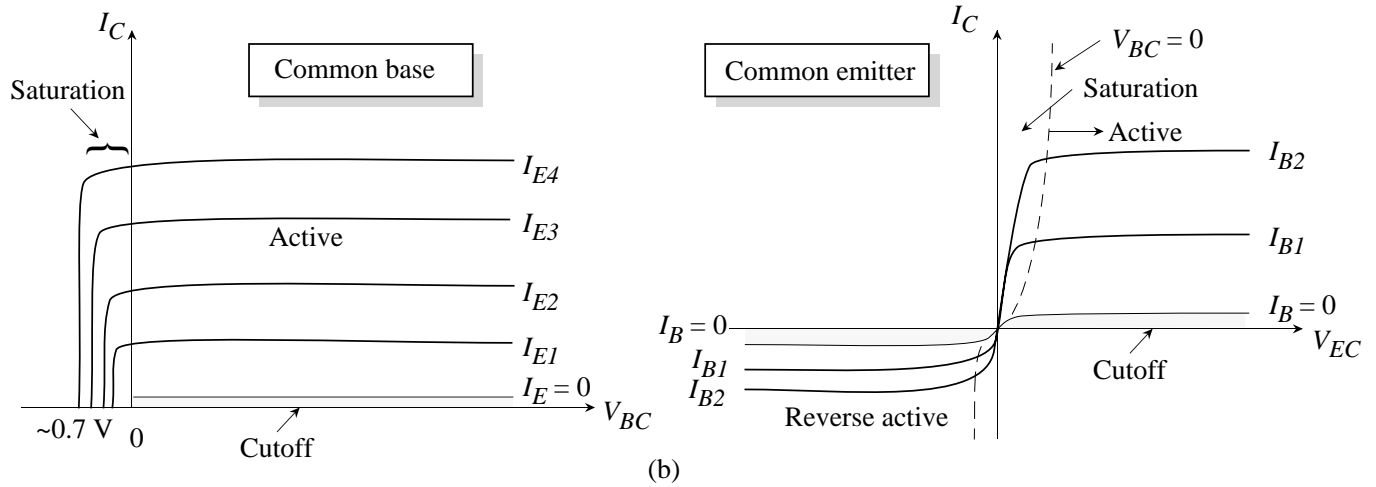 I_C
Common base
Saturation
I_E4
I_E3
Active
I_E2
I_E1
I_E = 0
~0.7 V
0
V_BC
Cutoff
I_C
Common emitter
V_BC = 0
Saturation
Active
I_B2
I_B1
I_B = 0
I_B = 0
V_EC
I_B1
Cutoff
I_B2
Reverse active
(b)